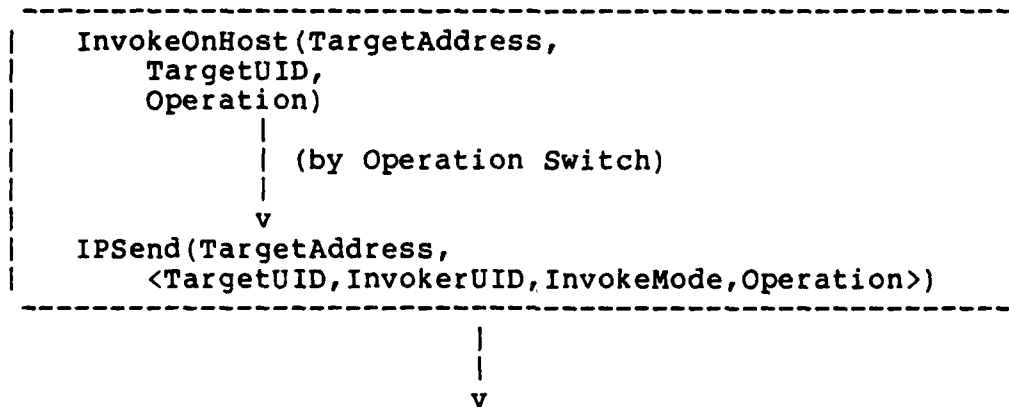 InvokeOnHost(TargetAddress,
TargetUID,
Operation)
(by Operation Switch)
v
IPSend(TargetAddress,
<TargetUID,InvokerUID,InvokeMode,Operation>)
v